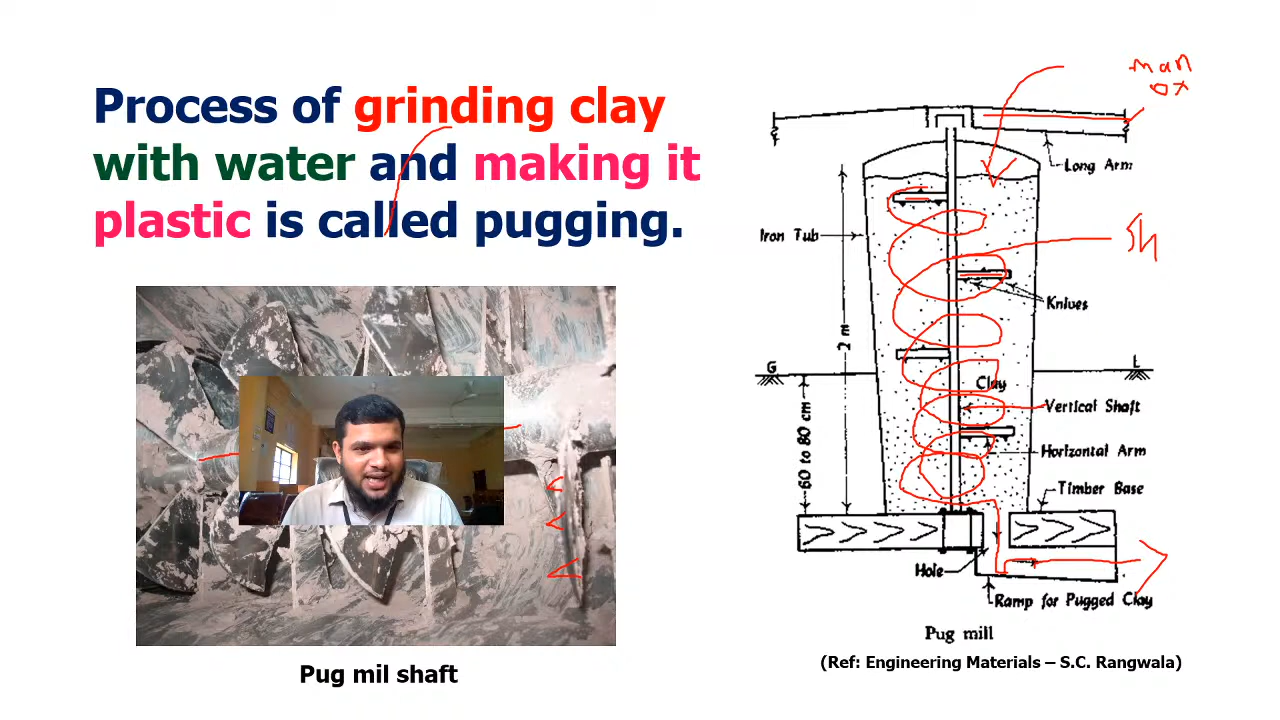 Process of grinding clay
with water and making it
plastic is called pugging.
Pug mil shaft
man
ox
Long Arm
Iron Tub
Sh
Knives
2 m
G
L
Clay
Vertical Shaft
60 to 80 cm
Horizontal Arm
Timber Base
Hole
Ramp for Pugged Clay
Pug mill
(Ref: Engineering Materials – S.C. Rangwala)